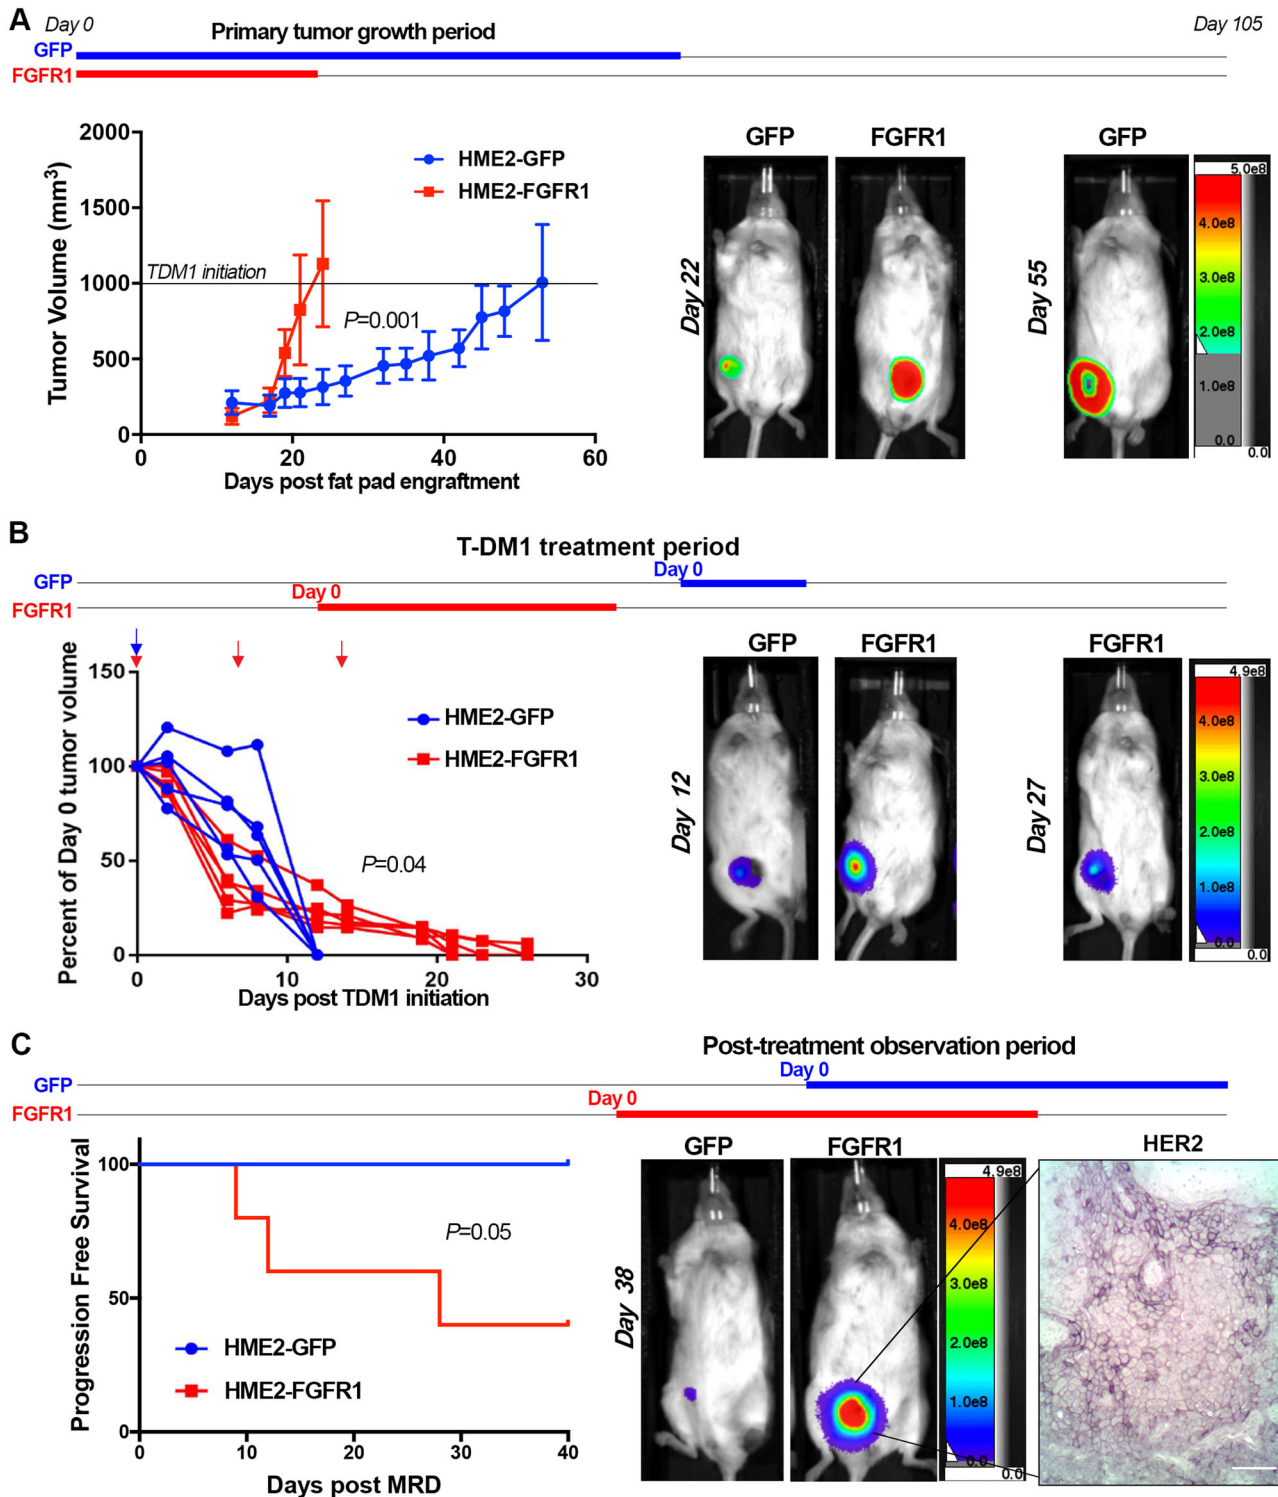 A
Day 0
Primary tumor growth period
Day 105
GFP
FGFR1
2000
1500
1000
500
0
Tumor Volume (mm3)
HME2-GFP
HME2-FGFR1
TDM1 initiation
P=0.001
0 20 40 60
Days post fat pad engraftment
GFP FGFR1 GFP
Day 22
Day 55
5.0e8
4.0e8
3.0e8
2.0e8
1.0e8
0.0
0.0
B
T-DM1 treatment period
GFP
Day 0
FGFR1
Day 0
150
100
50
0
Percent of Day 0 tumor volume
HME2-GFP
HME2-FGFR1
P=0.04
0 10 20 30
Days post TDM1 initiation
GFP FGFR1 FGFR1
Day 12
Day 27
4.9e8
4.0e8
3.0e8
2.0e8
1.0e8
0.0
0.0
C
Post-treatment observation period
GFP
Day 0
FGFR1
Day 0
100
50
0
Progression Free Survival
P=0.05
HME2-GFP
HME2-FGFR1
0 10 20 30 40
Days post MRD
GFP FGFR1 HER2
Day 38
4.9e8
4.0e8
3.0e8
2.0e8
1.0e8
0.0
0.0